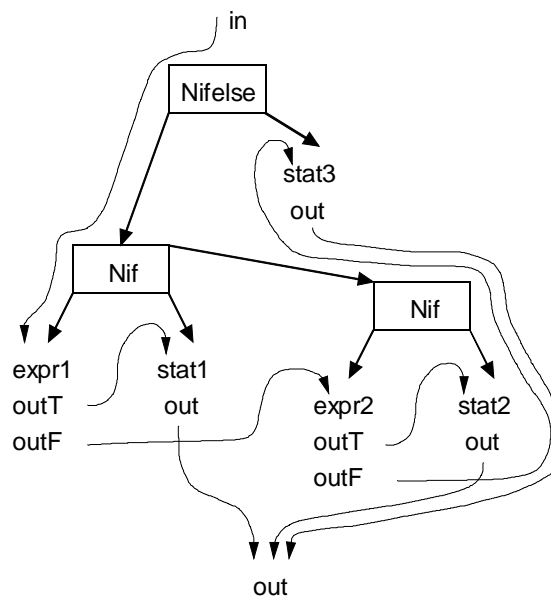 in
Nifelse
stat3
out
Nif
Nif
expr1
outT
outF
stat1
out
expr2
outT
outF
stat2
out
out